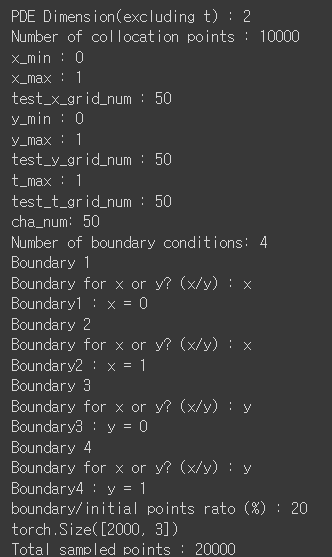 PDE Dimension(excluding t) : 2
Number of collocation points : 10000
x_min : 0
x_max : 1
test_x_grid_num : 50
y_min : 0
y_max : 1
test_y_grid_num : 50
t_max : 1
test_t_grid_num : 50
cha_num: 50
Number of boundary conditions: 4
Boundary 1
Boundary for x or y? (x/y) : x
Boundary1 : x = 0
Boundary 2
Boundary for x or y? (x/y) : x
Boundary2 : x = 1
Boundary 3
Boundary for x or y? (x/y) : y
Boundary3 : y = 0
Boundary 4
Boundary for x or y? (x/y) : y
Boundary4 : y = 1
boundary/initial points rato (%) : 20
torch.Size([2000, 3])
Total sampled points : 20000